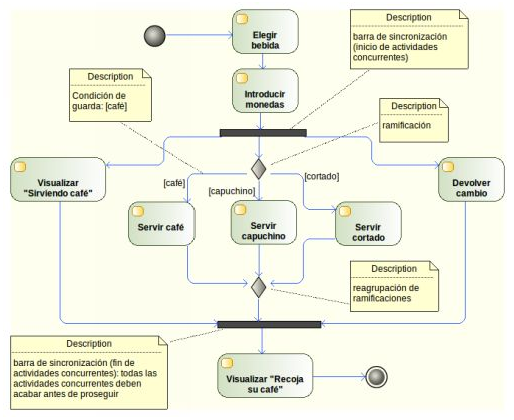 Description
barra de sincronización
(inicio de actividades
concurrentes)
Elegir
bebida
Description
Condición de
guarda: [café]
Introducir
monedas
Description
ramificación
[café]
[capuchino]
[cortado]
Visualizar
"Sirviendo café"
Devolver
cambio
Servir café
Servir
capuchino
Servir
cortado
Description
reagrupación de
ramificaciones
Description
barra de sincronización (fin de
actividades concurrentes): todas las
actividades concurrentes deben
acabar antes de proseguir
Visualizar "Recoja
su café"